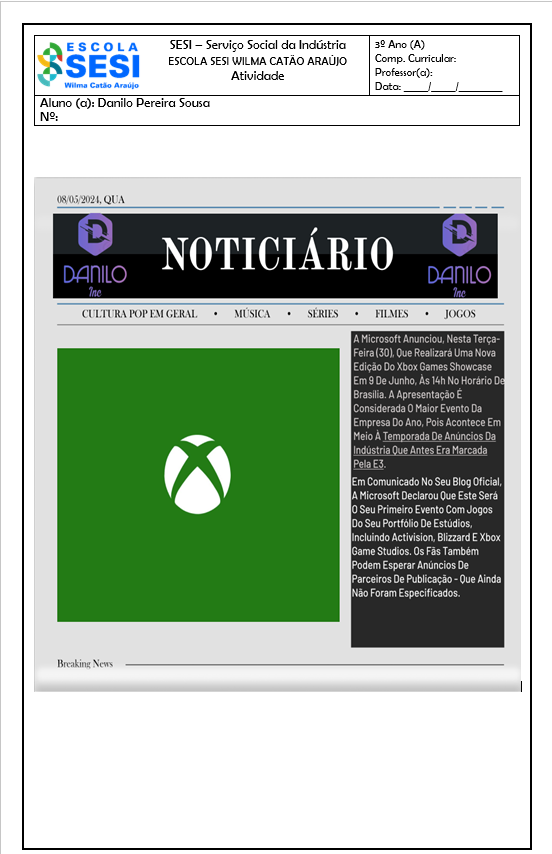 ESCOLA
SESI
Wilma Catão Araújo
SESI – Serviço Social da Indústria
ESCOLA SESI WILMA CATÃO ARAÚJO
Atividade
3º Ano (A)
Comp. Curricular:
Professor(a):
Data: ____/____/________
Aluno (a): Danilo Pereira Sousa
Nº:
08/05/2024, QUA
DANILO
Inc
NOTICIÁRIO
DANILO
Inc
CULTURA POP EM GERAL • MÚSICA • SÉRIES • FILMES • JOGOS
A Microsoft Anunciou, Nesta Terça-
Feira (30), Que Realizará Uma Nova
Edição Do Xbox Games Showcase
Em 9 De Junho, Às 14h No Horário De
Brasília. A Apresentação É
Considerada O Maior Evento Da
Empresa Do Ano, Pois Acontece Em
Meio À Temporada De Anúncios Da
Indústria Que Antes Era Marcada
Pela E3.
Em Comunicado No Seu Blog Oficial,
A Microsoft Declarou Que Este Será
O Seu Primeiro Evento Com Jogos
Do Seu Portfólio De Estúdios,
Incluindo Activision, Blizzard E Xbox
Game Studios. Os Fãs Também
Podem Esperar Anúncios De
Parceiros De Publicação - Que Ainda
Não Foram Especificados.
Breaking News